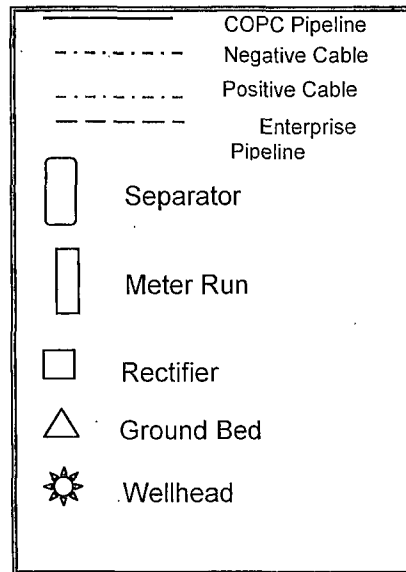 COPC Pipeline
Negative Cable
Positive Cable
Enterprise
Pipeline
Separator
Meter Run
Rectifier
Ground Bed
Wellhead